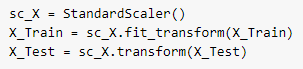 sc_X = StandardScaler()
X_Train = sc_X.fit_transform(X_Train)
X_Test = sc_X.transform(X_Test)